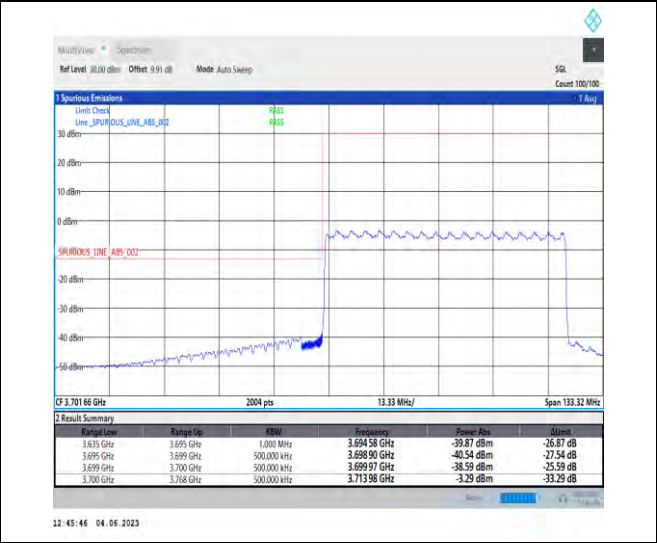 MultiView Spectrum
Ref Level 30.00 dBm Offset 9.91 dB Mode Auto Sweep SGL
Count 100/100
1 Spurious Emissions 1 Avg
Limit Check PASS
Line _SPURIOUS_LINE_ABS_002 PASS
30 dBm
20 dBm
10 dBm
0 dBm
SPURIOUS_LINE_ABS_002
-20 dBm
-30 dBm
-40 dBm
-50 dBm
CF 3.701 66 GHz 2004 pts 13.33 MHz/ Span 133.32 MHz
2 Result Summary
Range Low Range Up RBW Frequency Power Abs ΔLimit
3.635 GHz 3.695 GHz 1.000 MHz 3.694 58 GHz -39.87 dBm -26.87 dB
3.695 GHz 3.699 GHz 500.000 kHz 3.698 90 GHz -40.54 dBm -27.54 dB
3.699 GHz 3.700 GHz 500.000 kHz 3.699 97 GHz -38.59 dBm -25.59 dB
3.700 GHz 3.768 GHz 500.000 kHz 3.713 98 GHz -3.29 dBm -33.29 dB
12:45:46 04.06.2023